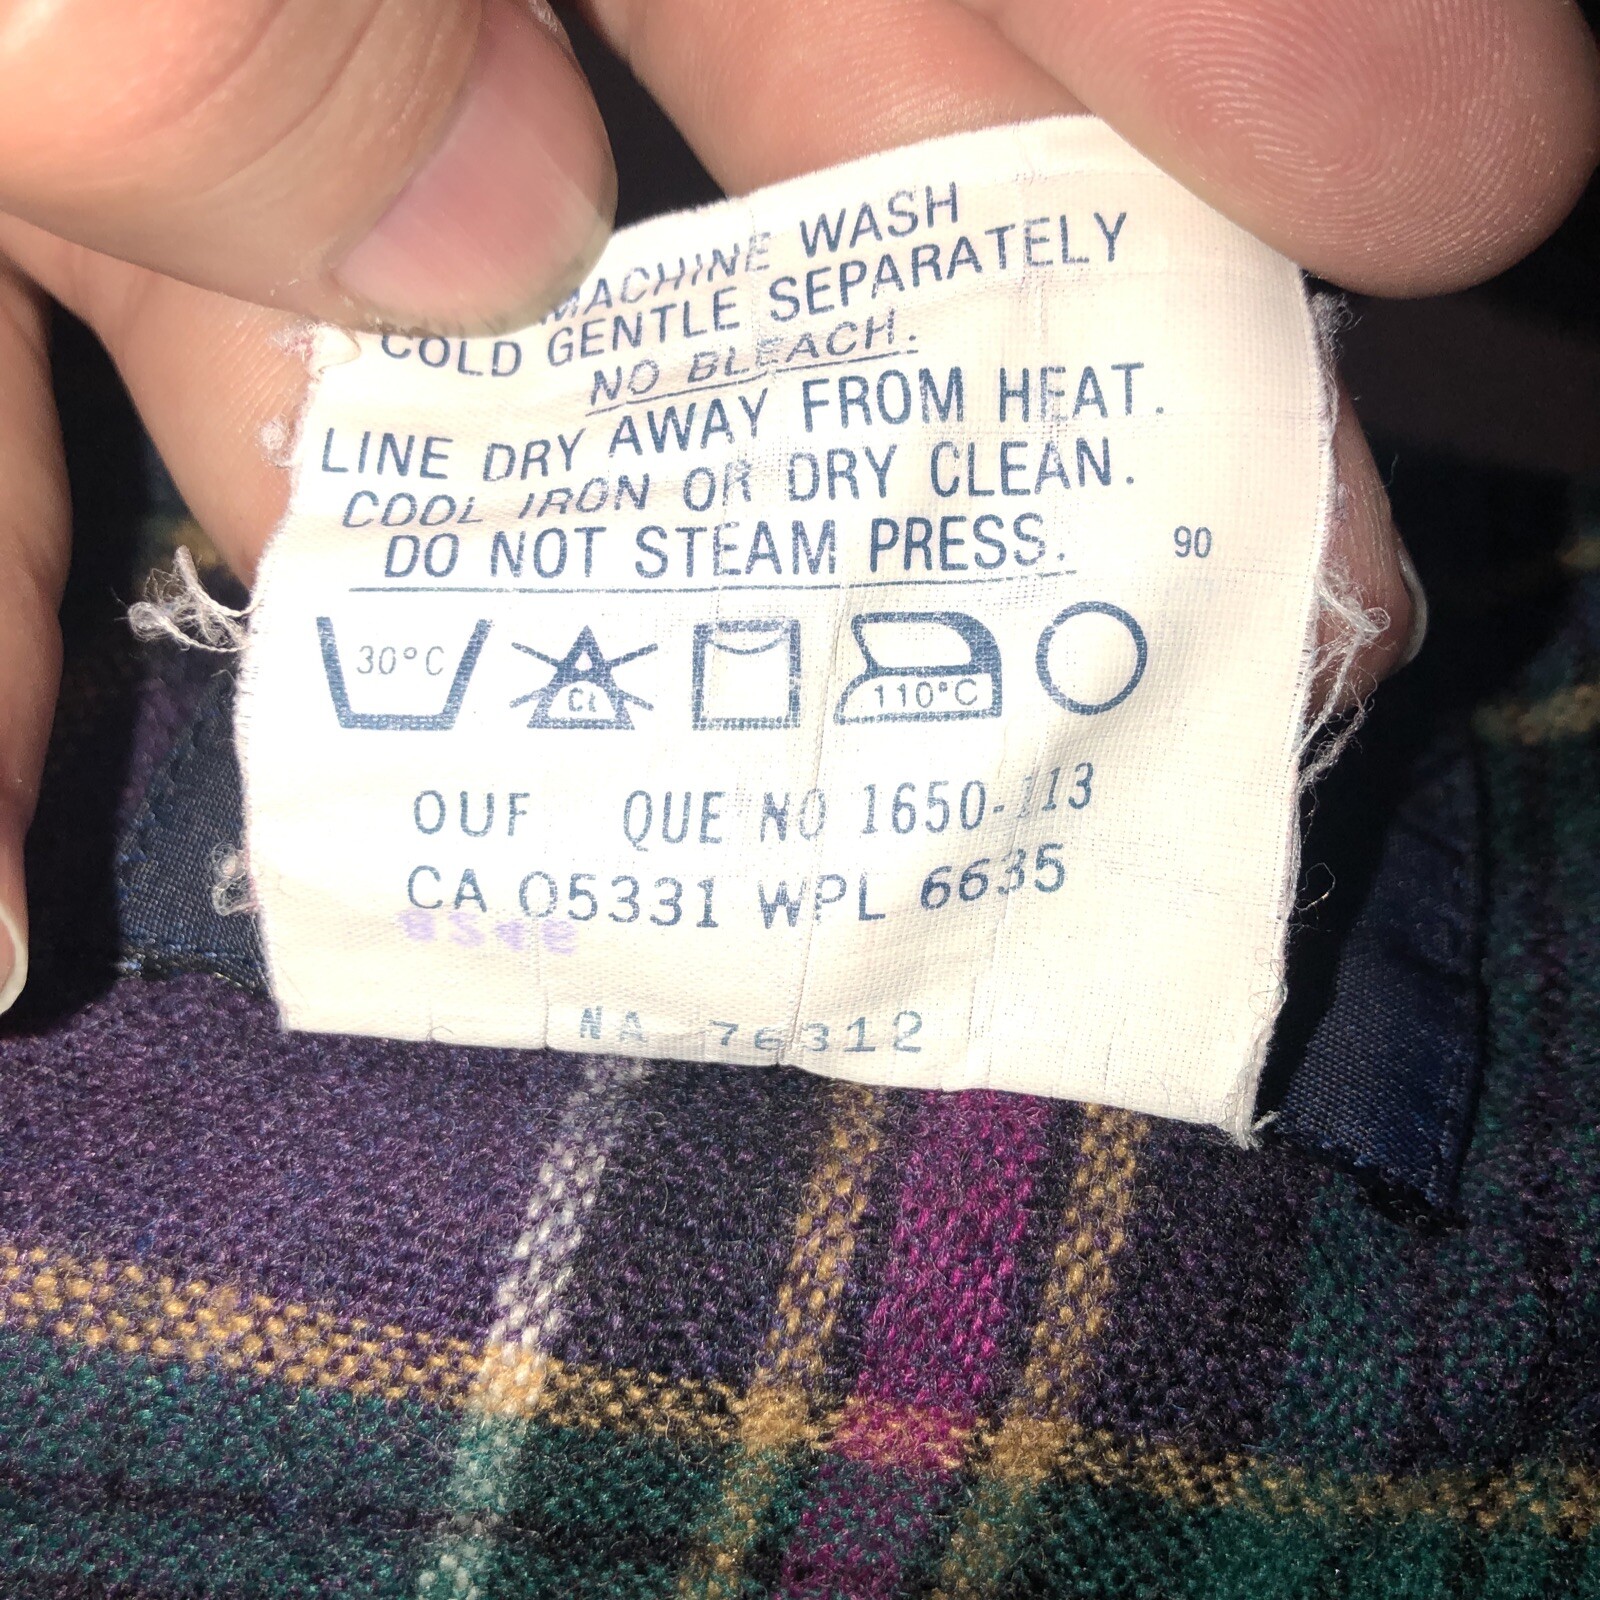 MACHINE WASH
COLD GENTLE SEPARATELY
NO BLEACH.
LINE DRY AWAY FROM HEAT.
COOL IRON OR DRY CLEAN.
DO NOT STEAM PRESS.
90
30°C
CL
110°C
OUF QUE NO 1650-113
CA 05331 WPL 6635
NA 76312